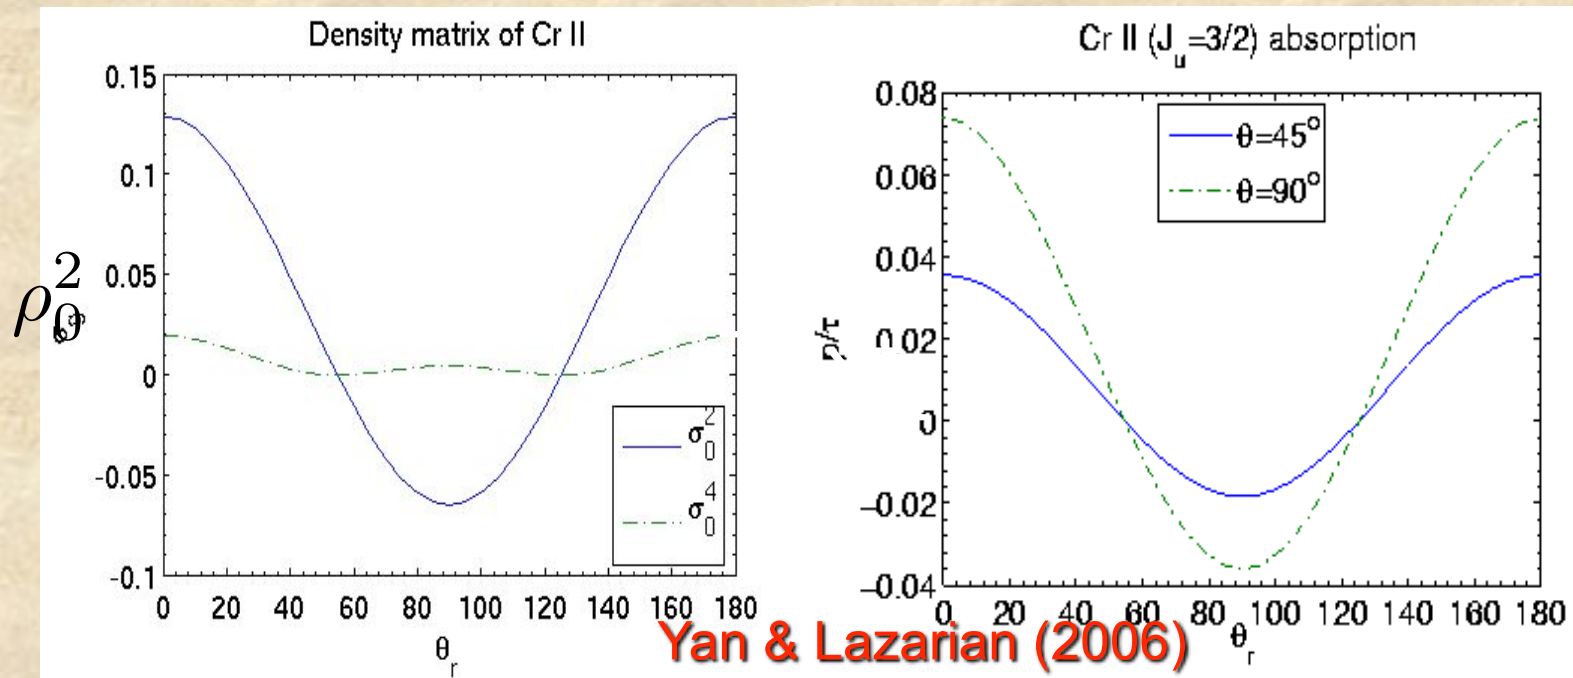 Density matrix of Cr II
0.15
0.1
0.05
0
-0.05
-0.1
ρ²₀
σ²₀
σ⁴₀
0 20 40 60 80 100 120 140 160 180
θᵣ
Cr II (Jᵤ=3/2) absorption
0.08
0.06
0.04
0.02
0
−0.02
−0.04
θ=45°
θ=90°
0 20 40 60 80 100 120 140 160 180
θᵣ
Yan & Lazarian (2006)